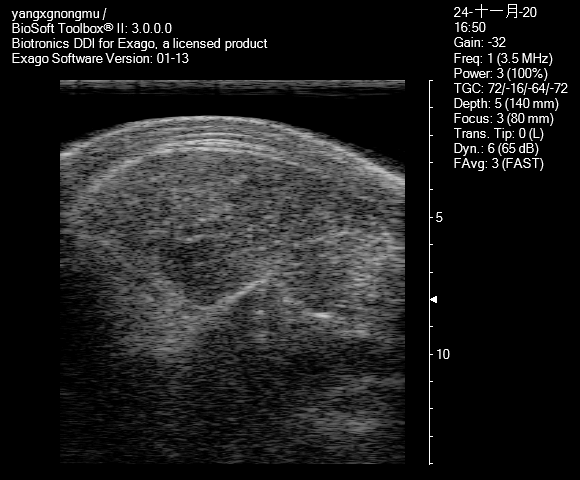 yangxgnongmu /
BioSoft Toolbox® II: 3.0.0.0
Biotronics DDI for Exago, a licensed product
Exago Software Version: 01-13
24-十一月-20
16:50
Gain: -32
Freq: 1 (3.5 MHz)
Power: 3 (100%)
TGC: 72/-16/-64/-72
Depth: 5 (140 mm)
Focus: 3 (80 mm)
Trans. Tip: 0 (L)
Dyn.: 6 (65 dB)
FAvg: 3 (FAST)
5
10